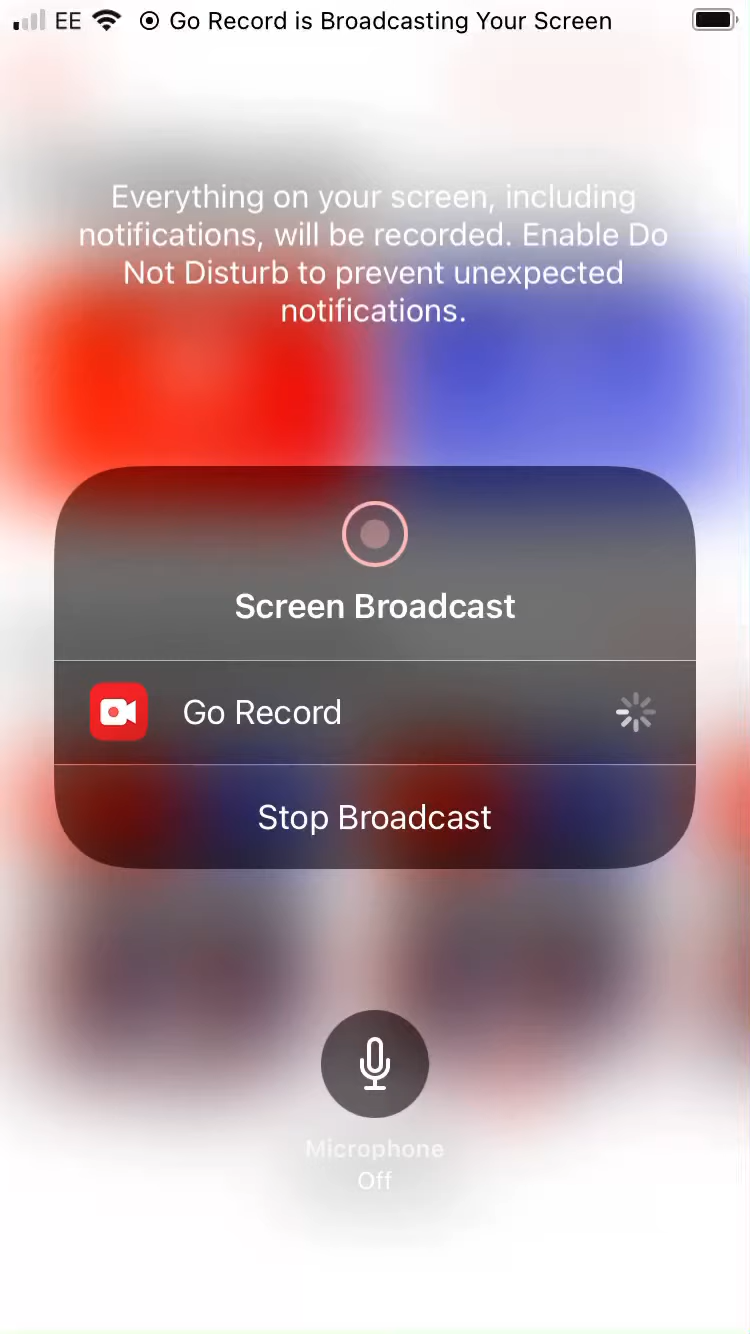 EE Go Record is Broadcasting Your Screen
Everything on your screen, including
notifications, will be recorded. Enable Do
Not Disturb to prevent unexpected
notifications.
Screen Broadcast
Go Record
Stop Broadcast
Microphone
Off